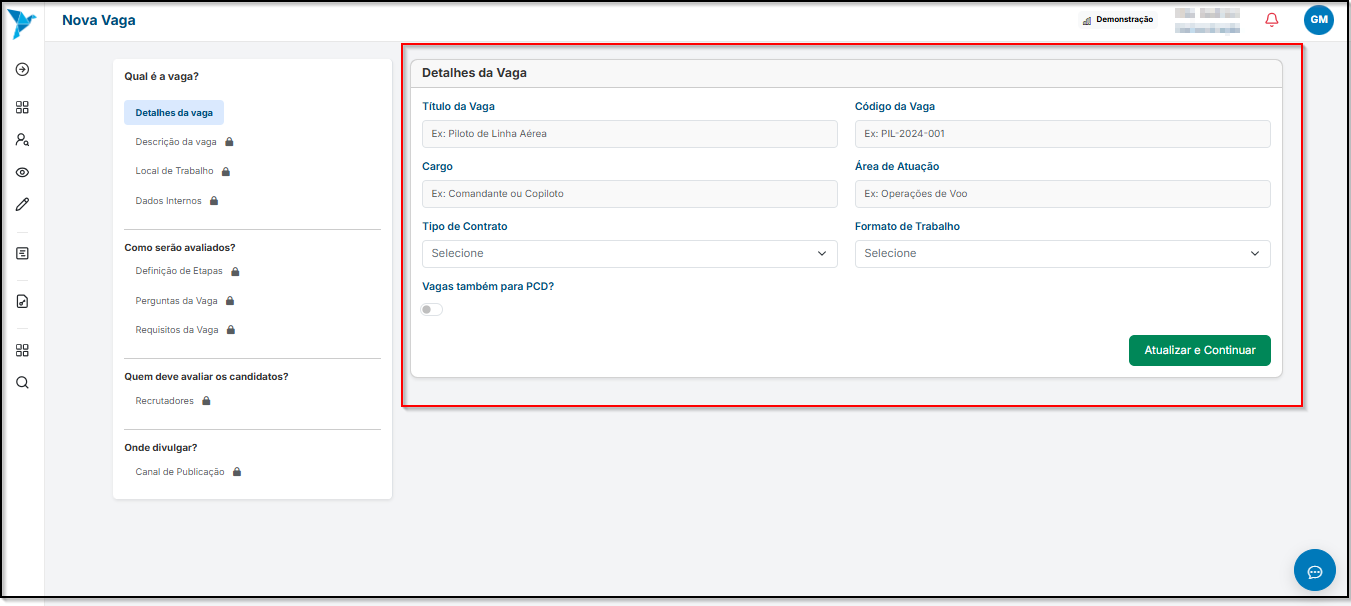 Nova Vaga
Demonstração
GM
Qual é a vaga?
Detalhes da vaga
Descrição da vaga
Local de Trabalho
Dados Internos
Como serão avaliados?
Definição de Etapas
Perguntas da Vaga
Requisitos da Vaga
Quem deve avaliar os candidatos?
Recrutadores
Onde divulgar?
Canal de Publicação
Detalhes da Vaga
Título da Vaga
Ex: Piloto de Linha Aérea
Código da Vaga
Ex: PIL-2024-001
Cargo
Ex: Comandante ou Copiloto
Área de Atuação
Ex: Operações de Voo
Tipo de Contrato
Selecione
Formato de Trabalho
Selecione
Vagas também para PCD?
Atualizar e Continuar